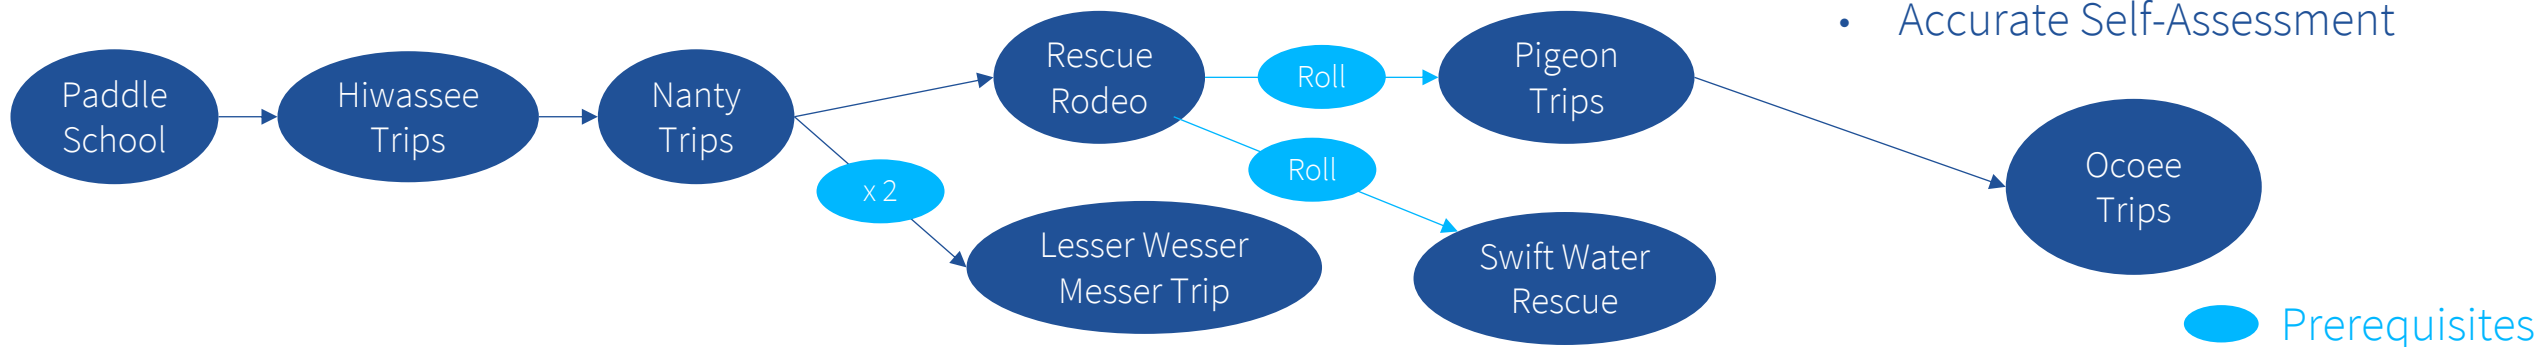 • Accurate Self-Assessment
Paddle
School
Hiwassee
Trips
Nanty
Trips
x 2
Rescue
Rodeo
Roll
Pigeon
Trips
Roll
Lesser Wesser
Messer Trip
Swift Water
Rescue
Ocoee
Trips
Prerequisites